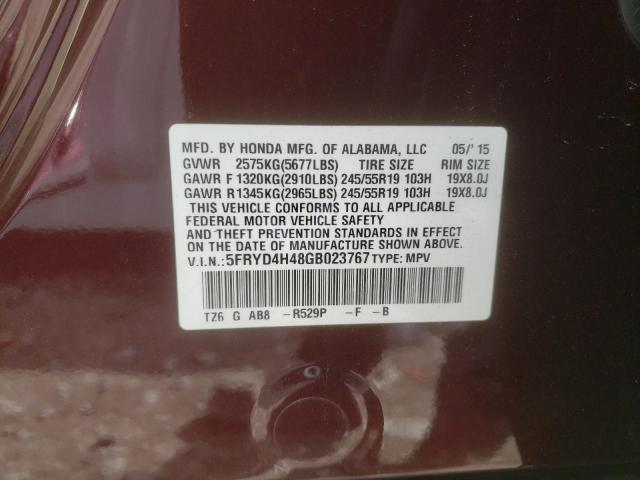 MFD. BY HONDA MFG. OF ALABAMA, LLC 05/'15
GVWR 2575KG(5677LBS) TIRE SIZE RIM SIZE
GAWR F 1320KG(2910LBS) 245/55R19 103H 19X8.0J
GAWR R 1345KG(2965LBS) 245/55R19 103H 19X8.0J
THIS VEHICLE CONFORMS TO ALL APPLICABLE
FEDERAL MOTOR VEHICLE SAFETY
AND THEFT PREVENTION STANDARDS IN EFFECT
ON THE DATE OF MANUFACTURE SHOWN ABOVE.
V.I.N.: 5FRYD4H48GB023767 TYPE: MPV
TZ6 G AB8 -R529P -F -B